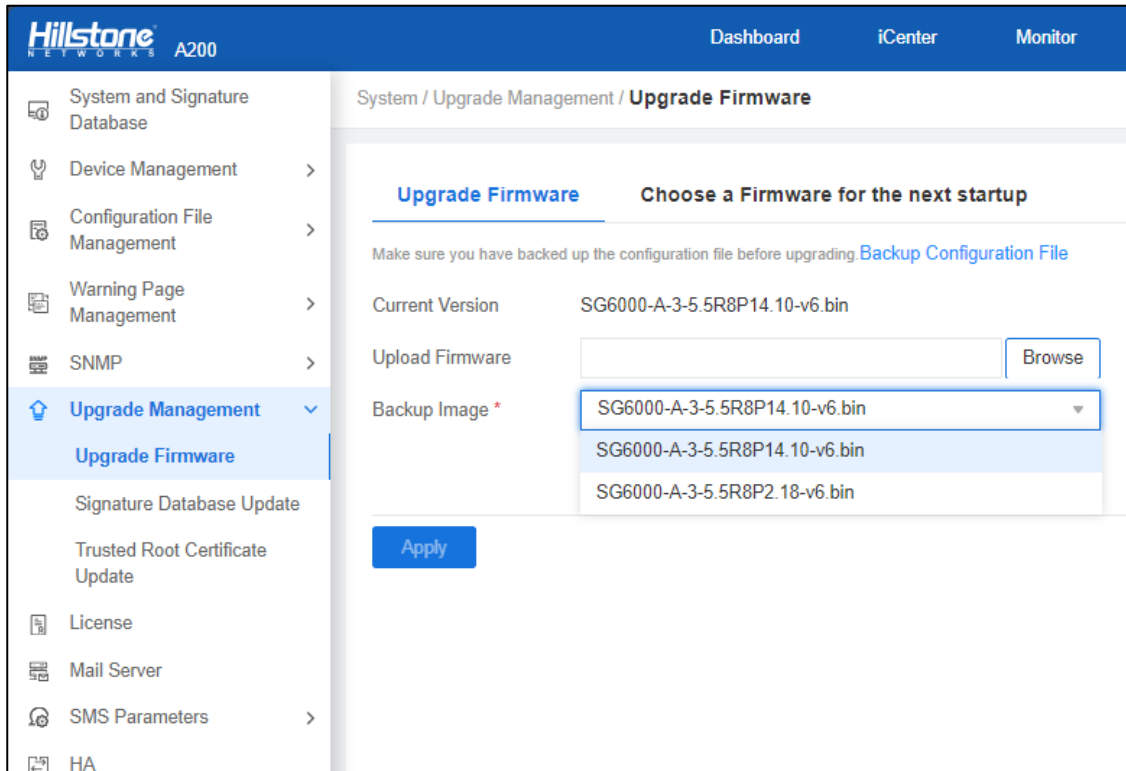 Hillstone
NETWORKS
A200
Dashboard
iCenter
Monitor
System and Signature
Database
Device Management
Configuration File
Management
Warning Page
Management
SNMP
SNMP
Upgrade Management
Upgrade Firmware
Signature Database Update
Trusted Root Certificate
Update
License
Mail Server
SMS Parameters
HA
System / Upgrade Management / Upgrade Firmware
Upgrade Firmware
Choose a Firmware for the next startup
Make sure you have backed up the configuration file before upgrading.Backup Configuration File
Current Version
SG6000-A-3-5.5R8P14.10-v6.bin
Upload Firmware
Browse
Backup Image *
SG6000-A-3-5.5R8P14.10-v6.bin
SG6000-A-3-5.5R8P14.10-v6.bin
SG6000-A-3-5.5R8P2.18-v6.bin
Apply